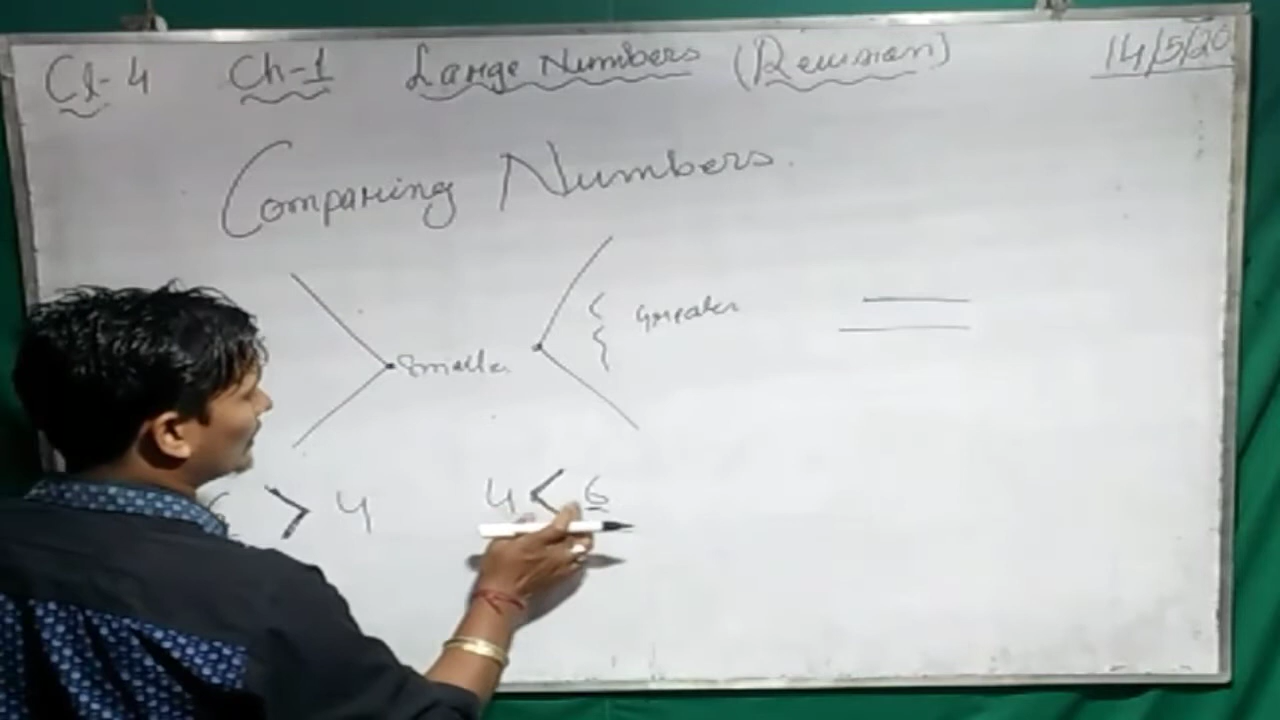 Cl-4 Ch-1 Large Numbers (Revision) 14/5/20
Comparing Numbers.
Smaller
Greater
> 4 4 < 6